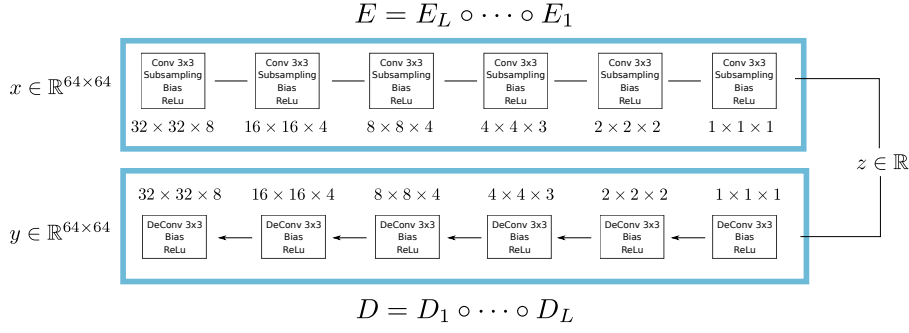 E = E_L ∘ ⋯ ∘ E_1
x ∈ ℝ^{64×64}
Conv 3x3
Subsampling
Bias
ReLu
Conv 3x3
Subsampling
Bias
ReLu
Conv 3x3
Subsampling
Bias
ReLu
Conv 3x3
Subsampling
Bias
ReLu
Conv 3x3
Subsampling
Bias
ReLu
Conv 3x3
Subsampling
Bias
ReLu
32 × 32 × 8
16 × 16 × 4
8 × 8 × 4
4 × 4 × 3
2 × 2 × 2
1 × 1 × 1
z ∈ ℝ
32 × 32 × 8
16 × 16 × 4
8 × 8 × 4
4 × 4 × 3
2 × 2 × 2
1 × 1 × 1
y ∈ ℝ^{64×64}
DeConv 3x3
Bias
ReLu
DeConv 3x3
Bias
ReLu
DeConv 3x3
Bias
ReLu
DeConv 3x3
Bias
ReLu
DeConv 3x3
Bias
ReLu
DeConv 3x3
Bias
ReLu
D = D_1 ∘ ⋯ ∘ D_L